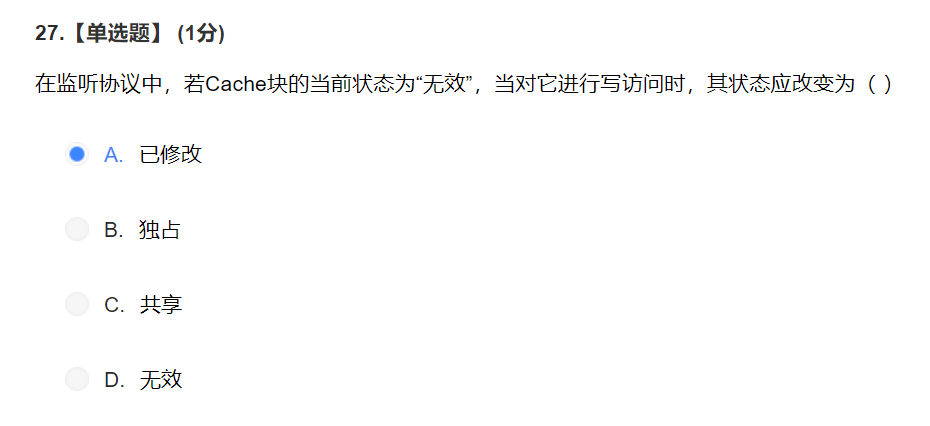 27.【单选题】 (1分)
在监听协议中，若Cache块的当前状态为“无效”，当对它进行写访问时，其状态应改变为（ ）
A. 已修改
B. 独占
C. 共享
D. 无效